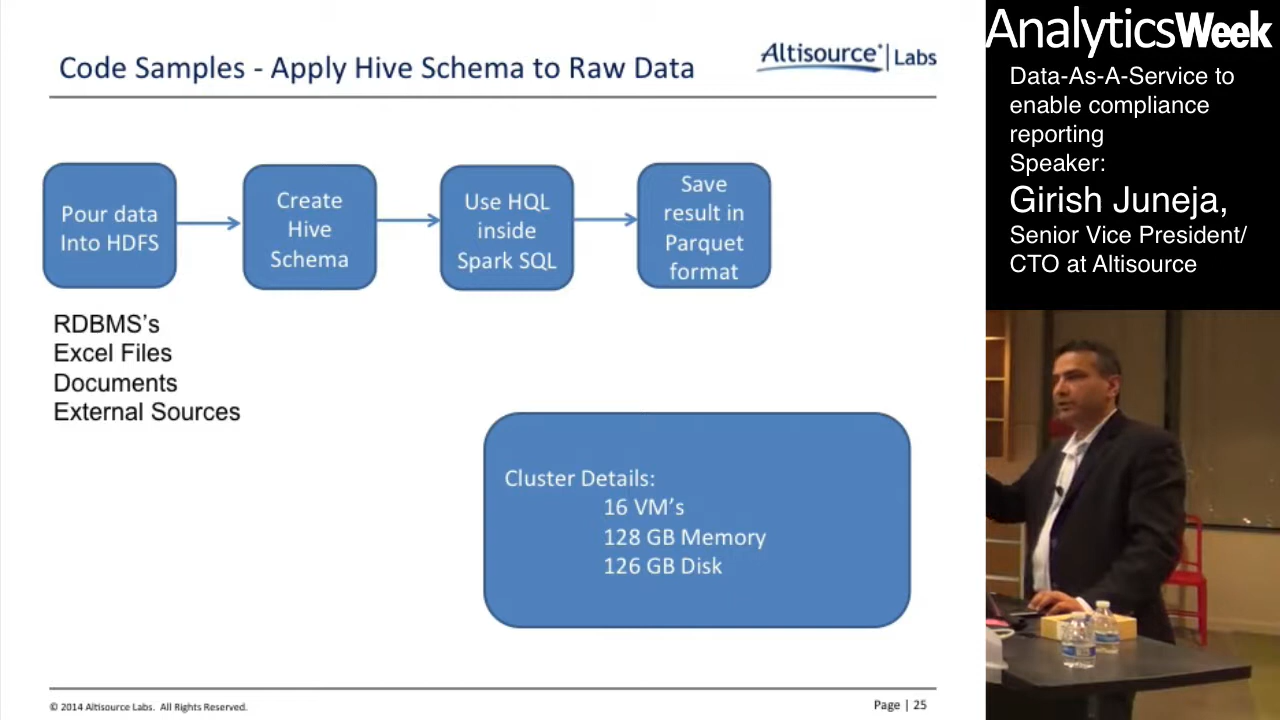 Code Samples - Apply Hive Schema to Raw Data
Altisource® Labs
Pour data
Into HDFS
Create
Hive
Schema
Use HQL
inside
Spark SQL
Save
result in
Parquet
format
RDBMS's
Excel Files
Documents
External Sources
Cluster Details:
16 VM's
128 GB Memory
126 GB Disk
© 2014 Altisource Labs. All Rights Reserved.
Page | 25
AnalyticsWeek
Data-As-A-Service to
enable compliance
reporting
Speaker:
Girish Juneja,
Senior Vice President/
CTO at Altisource